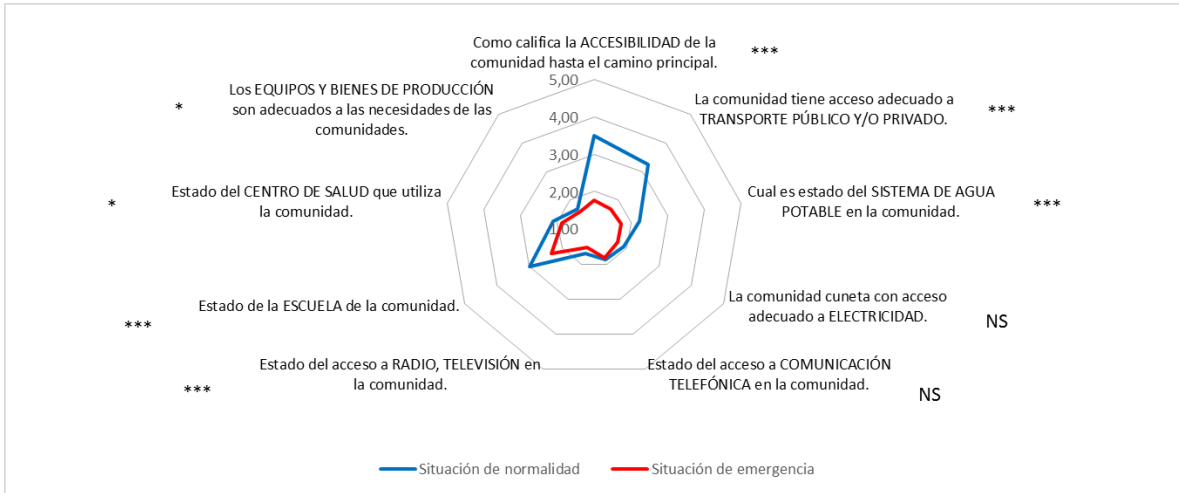 Como califica la ACCESIBILIDAD de la
comunidad hasta el camino principal.
***
5,00
4,00
3,00
2,00
1,00
La comunidad tiene acceso adecuado a
TRANSPORTE PÚBLICO Y/O PRIVADO.
***
Cual es estado del SISTEMA DE AGUA
POTABLE en la comunidad.
***
La comunidad cuneta con acceso
adecuado a ELECTRICIDAD.
NS
Estado del acceso a COMUNICACIÓN
TELEFÓNICA en la comunidad.
NS
Estado del acceso a RADIO, TELEVISIÓN en
la comunidad.
***
Estado de la ESCUELA de la comunidad.
***
Estado del CENTRO DE SALUD que utiliza
la comunidad.
*
Los EQUIPOS Y BIENES DE PRODUCCIÓN
son adecuados a las necesidades de las
comunidades.
*
Situación de normalidad
Situación de emergencia